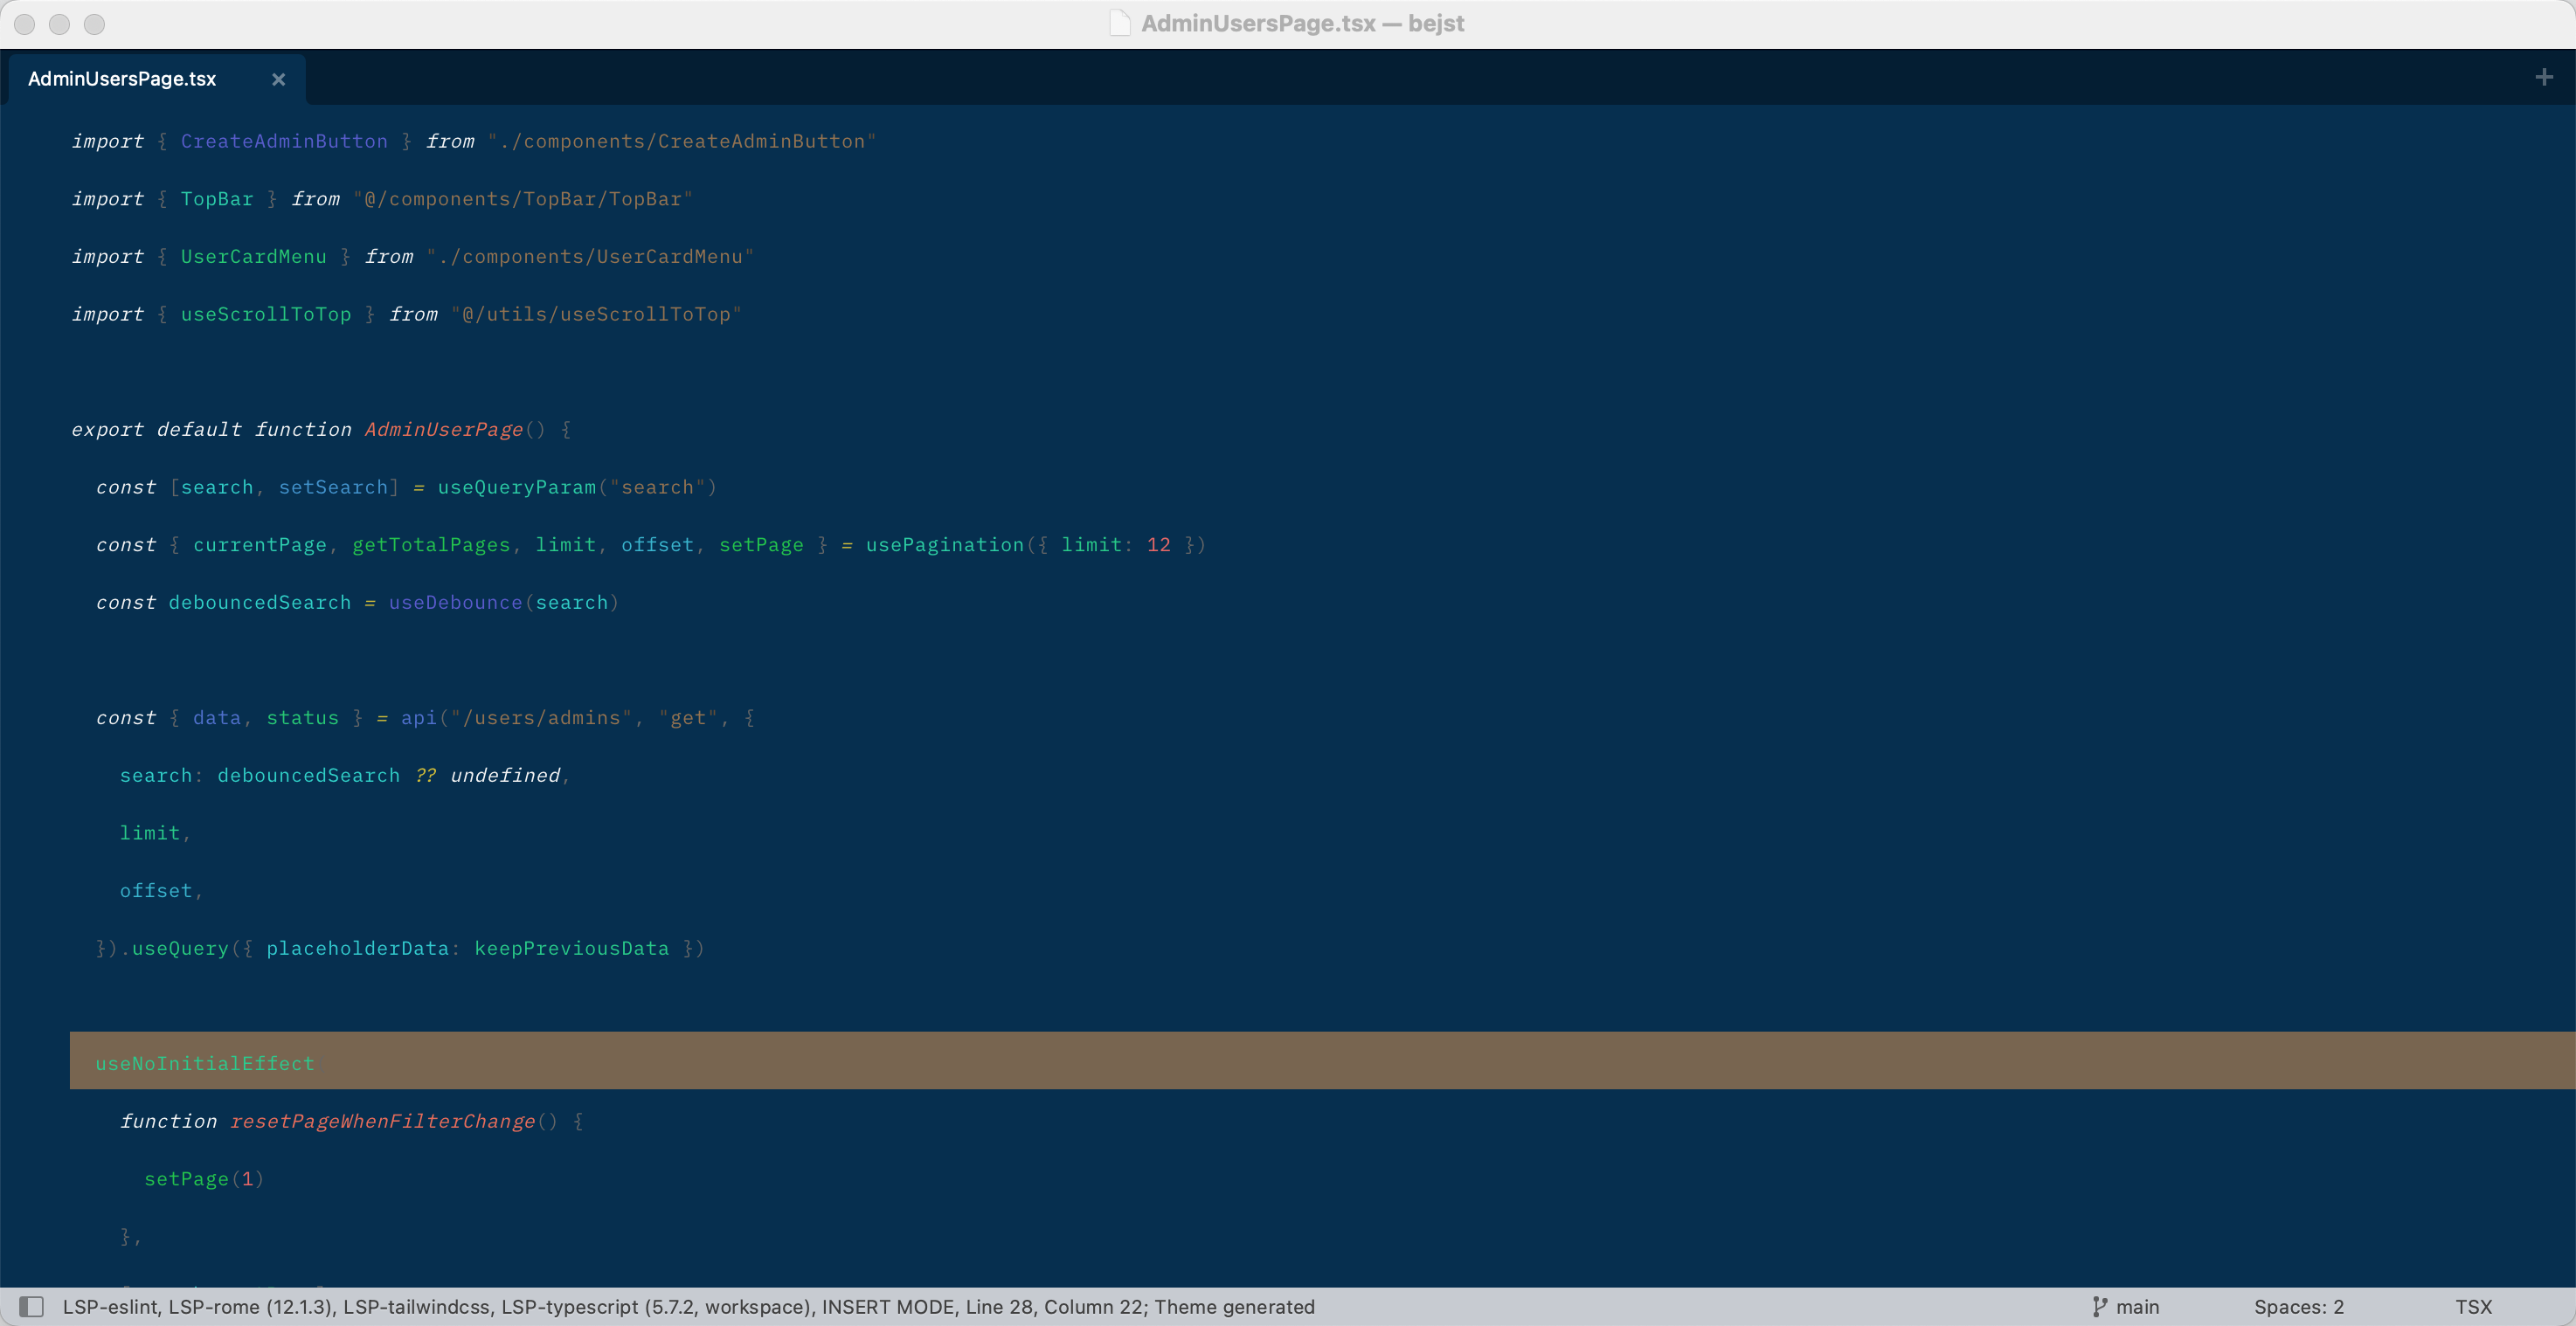 AdminUsersPage.tsx — bejst
AdminUsersPage.tsx
import { CreateAdminButton } from "./components/CreateAdminButton"
import { TopBar } from "@/components/TopBar/TopBar"
import { UserCardMenu } from "./components/UserCardMenu"
import { useScrollToTop } from "@/utils/useScrollToTop"
export default function AdminUserPage() {
const [search, setSearch] = useQueryParam("search")
const { currentPage, getTotalPages, limit, offset, setPage } = usePagination({ limit: 12 })
const debouncedSearch = useDebounce(search)
const { data, status } = api("/users/admins", "get", {
search: debouncedSearch ?? undefined,
limit,
offset,
}).useQuery({ placeholderData: keepPreviousData })
useNoInitialEffect
function resetPageWhenFilterChange() {
setPage(1)
},
LSP-eslint, LSP-rome (12.1.3), LSP-tailwindcss, LSP-typescript (5.7.2, workspace), INSERT MODE, Line 28, Column 22; Theme generated
main
Spaces: 2
TSX